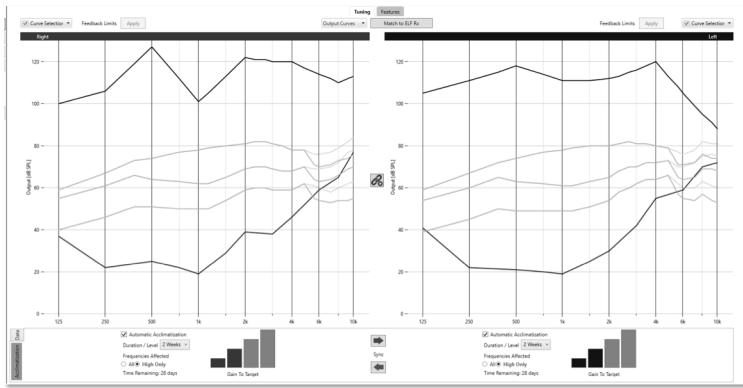 Tuning Features
Curve Selection Feedback Limits Apply Output Curves Match to ELF Rx Feedback Limits Apply Curve Selection
Right Left
120 120
100 100
80 80
Output [dB SPL] Output [dB SPL]
60 60
40 40
20 20
0 0
125 250 500 1k 2k 4k 6k 10k 125 250 500 1k 2k 4k 6k 10k
Data
Acclimatization
Automatic Acclimatization
Duration / Level 2 Weeks
Frequencies Affected
All High Only
Time Remaining: 28 days Gain To Target
Sync
Automatic Acclimatization
Duration / Level 2 Weeks
Frequencies Affected
All High Only
Time Remaining: 28 days Gain To Target